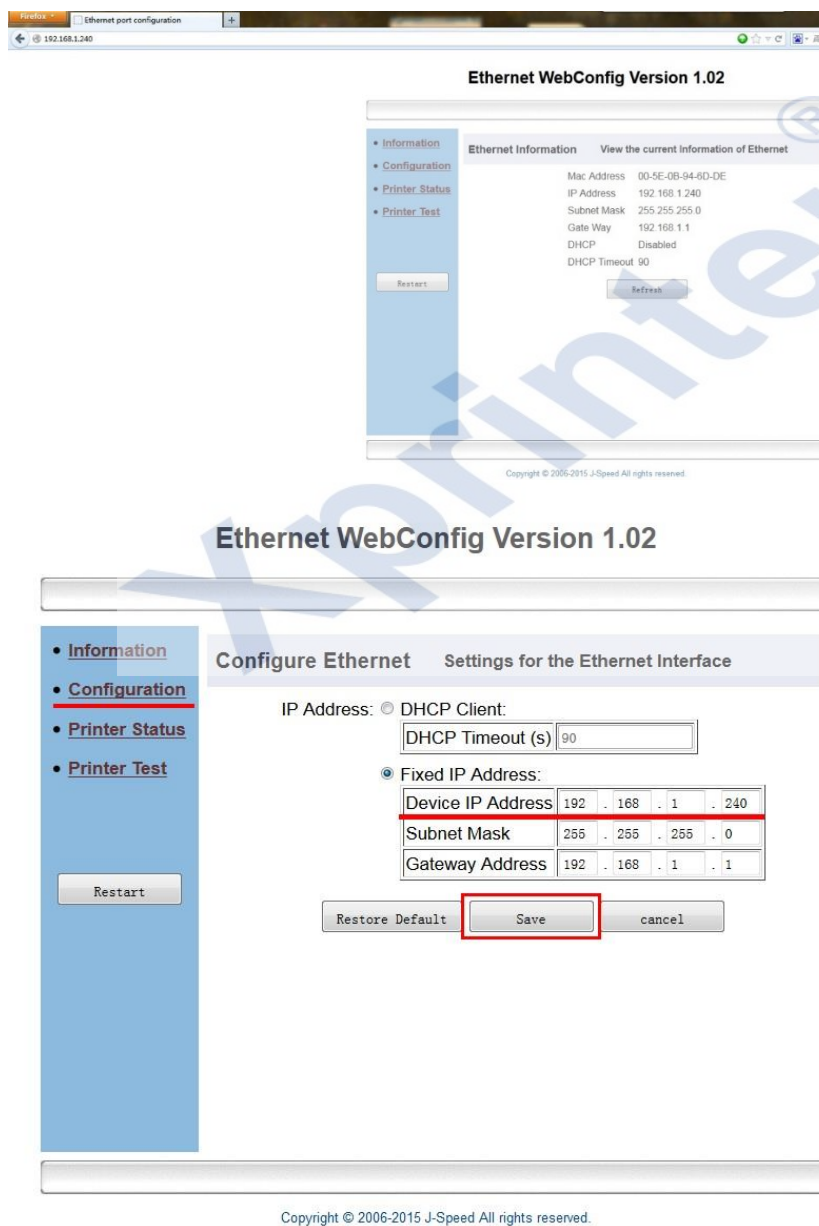 Firefox
Ethernet port configuration
+
192.168.1.240
Ethernet WebConfig Version 1.02
Information
Configuration
Printer Status
Printer Test
Restart
Ethernet Information View the current Information of Ethernet
Mac Address 00-5E-0B-94-6D-DE
IP Address 192.168.1.240
Subnet Mask 255.255.255.0
Gate Way 192.168.1.1
DHCP Disabled
DHCP Timeout 90
Refresh
Copyright © 2006-2015 J-Speed All rights reserved.
Xprinter®
Ethernet WebConfig Version 1.02
Information
Configuration
Printer Status
Printer Test
Restart
Configure Ethernet Settings for the Ethernet Interface
IP Address: DHCP Client:
DHCP Timeout (s) 90
Fixed IP Address:
Device IP Address 192 . 168 . 1 . 240
Subnet Mask 255 . 255 . 255 . 0
Gateway Address 192 . 168 . 1 . 1
Restore Default Save cancel
Copyright © 2006-2015 J-Speed All rights reserved.